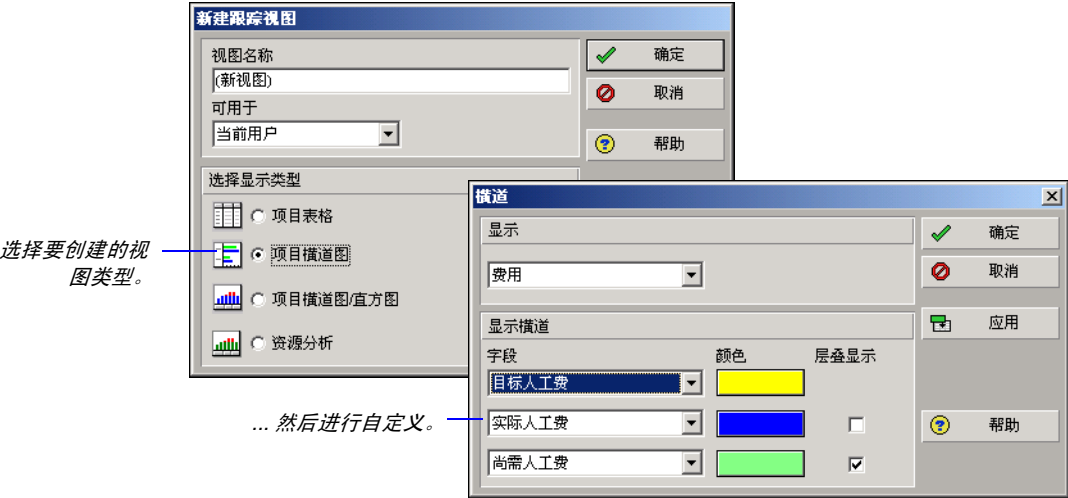 新建跟踪视图
视图名称
(新视图)
可用于
当前用户
确定
取消
帮助
选择显示类型
项目表格
项目横道图
项目横道图/直方图
资源分析
选择要创建的视
图类型。
横道
显示
费用
显示横道
字段 颜色 层叠显示
目标人工费
实际人工费
尚需人工费
确定
取消
应用
帮助
... 然后进行自定义。